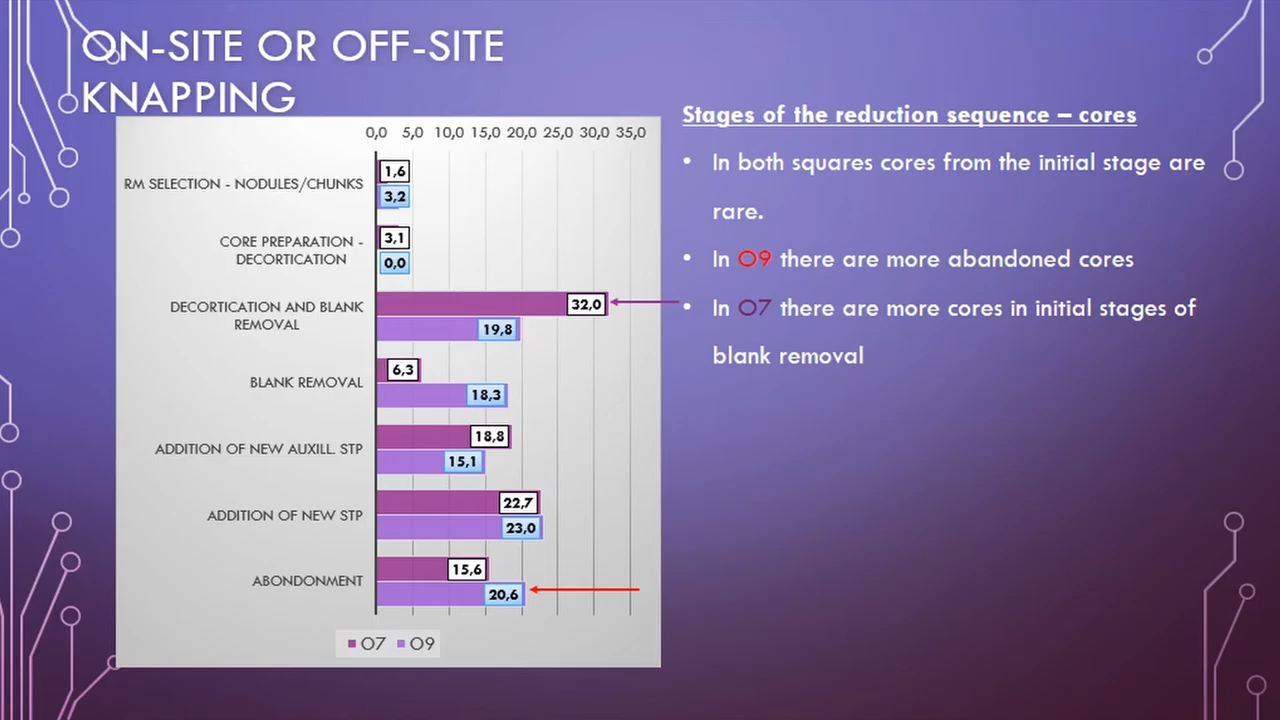 ON-SITE OR OFF-SITE
KNAPPING
0,0 5,0 10,0 15,0 20,0 25,0 30,0 35,0
RM SELECTION - NODULES/CHUNKS
1,6
3,2
CORE PREPARATION -
DECORTICATION
3,1
0,0
DECORTICATION AND BLANK
REMOVAL
32,0
19,8
BLANK REMOVAL
6,3
18,3
ADDITION OF NEW AUXILL. STP
18,8
15,1
ADDITION OF NEW STP
22,7
23,0
ABONDONMENT
15,6
20,6
O7 O9
Stages of the reduction sequence – cores
• In both squares cores from the initial stage are
rare.
• In O9 there are more abandoned cores
• In O7 there are more cores in initial stages of
blank removal